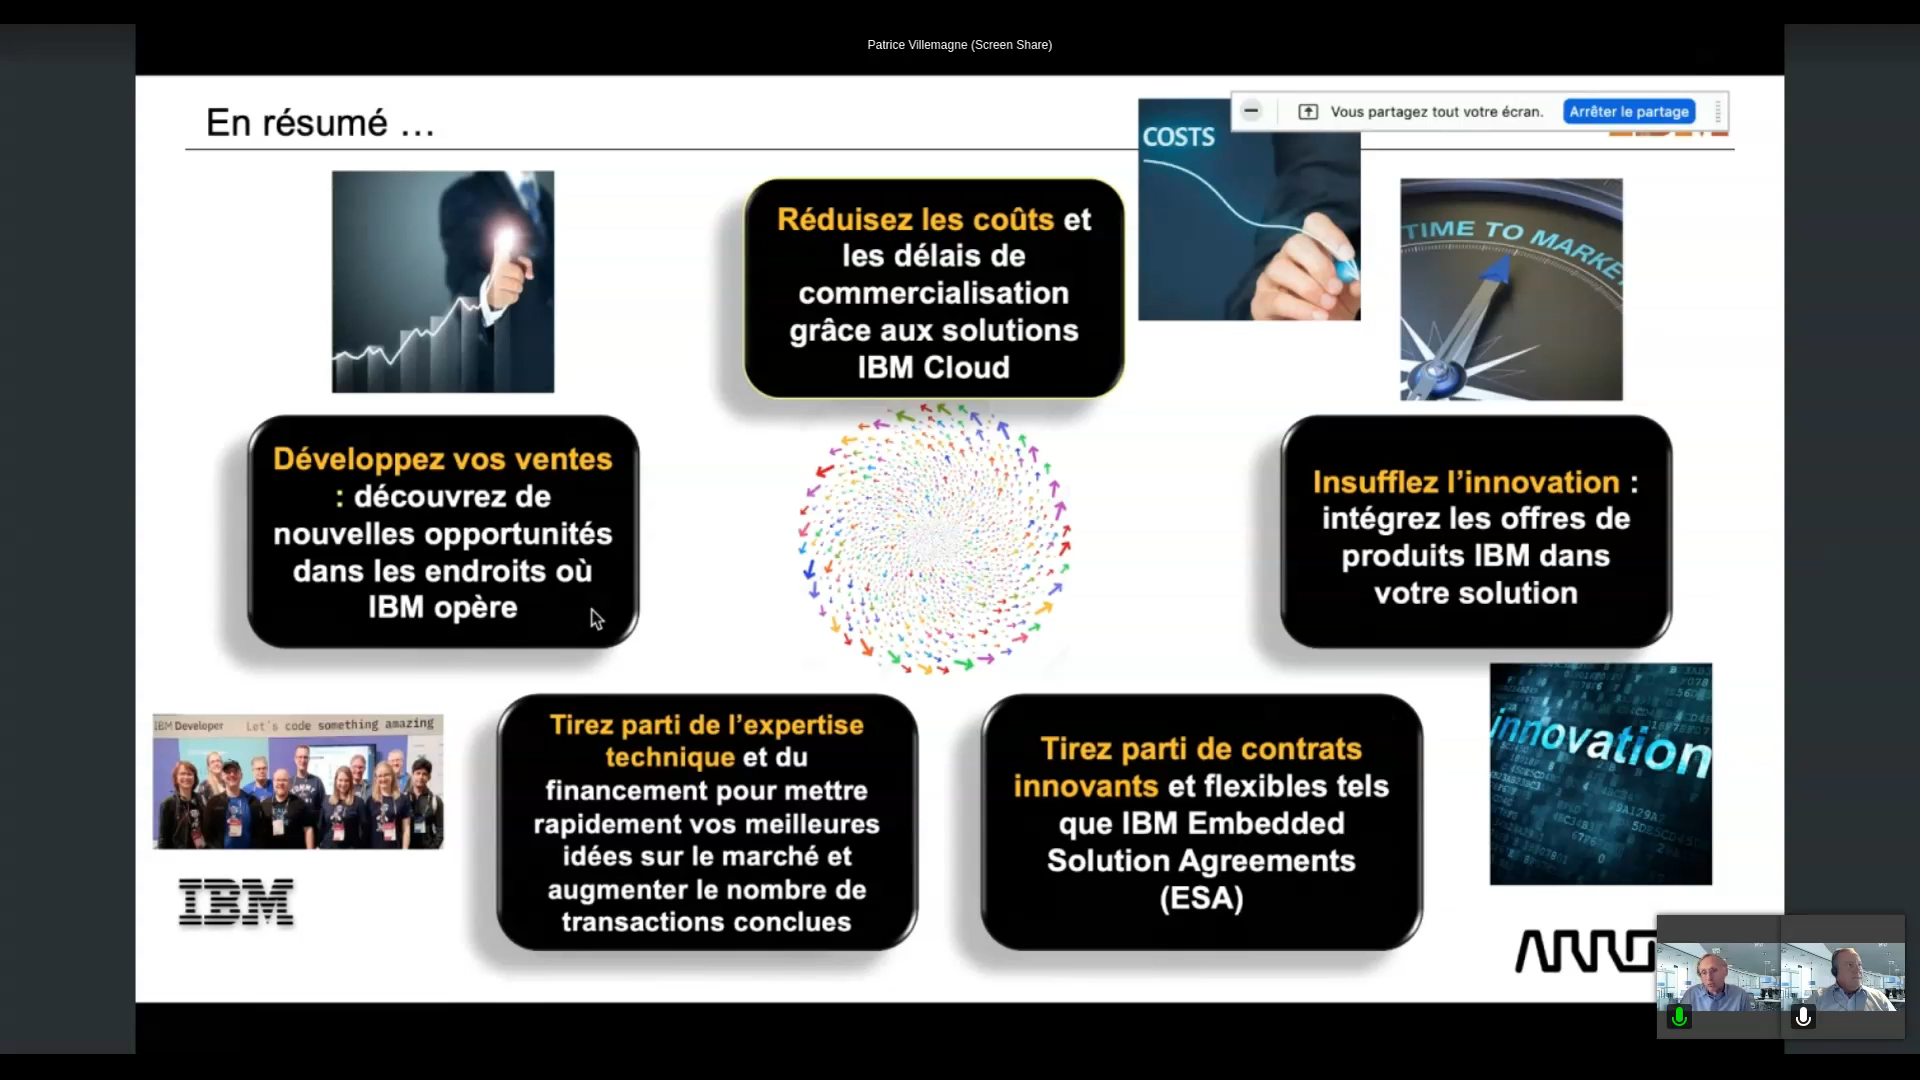 Patrice Villemagne (Screen Share)
En résumé …
Vous partagez tout votre écran.
Arrêter le partage
COSTS
TIME TO MARKE
Réduisez les coûts et
les délais de
commercialisation
grâce aux solutions
IBM Cloud
Développez vos ventes
: découvrez de
nouvelles opportunités
dans les endroits où
IBM opère
Insufflez l’innovation :
intégrez les offres de
produits IBM dans
votre solution
IBM Developer
Let's code something amazing
Tirez parti de l’expertise
technique et du
financement pour mettre
rapidement vos meilleures
idées sur le marché et
augmenter le nombre de
transactions conclues
Tirez parti de contrats
innovants et flexibles tels
que IBM Embedded
Solution Agreements
(ESA)
innovation
IBM